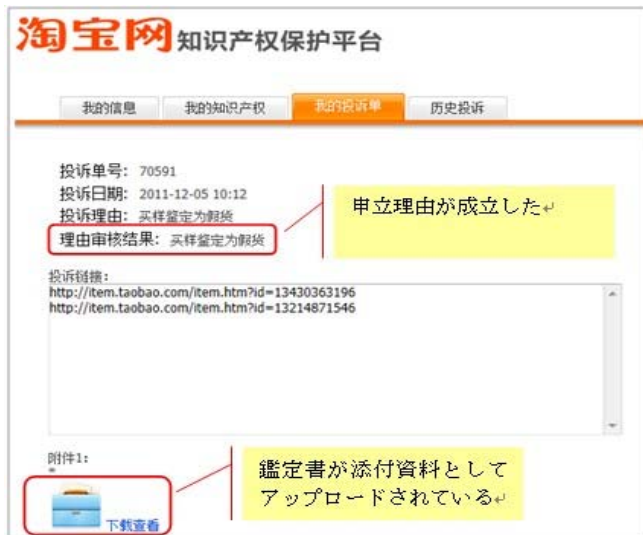 淘宝网 知识产权保护平台
我的信息 我的知识产权 我的投诉单 历史投诉
投诉单号: 70591
投诉日期: 2011-12-05 10:12
投诉理由: 买样鉴定为假货
理由审核结果: 买样鉴定为假货
申立理由が成立した↵
投诉链接:
http://item.taobao.com/item.htm?id=13430363196
http://item.taobao.com/item.htm?id=13214871546
附件1:
*
下载查看
鑑定書が添付資料として
アップロードされている↵